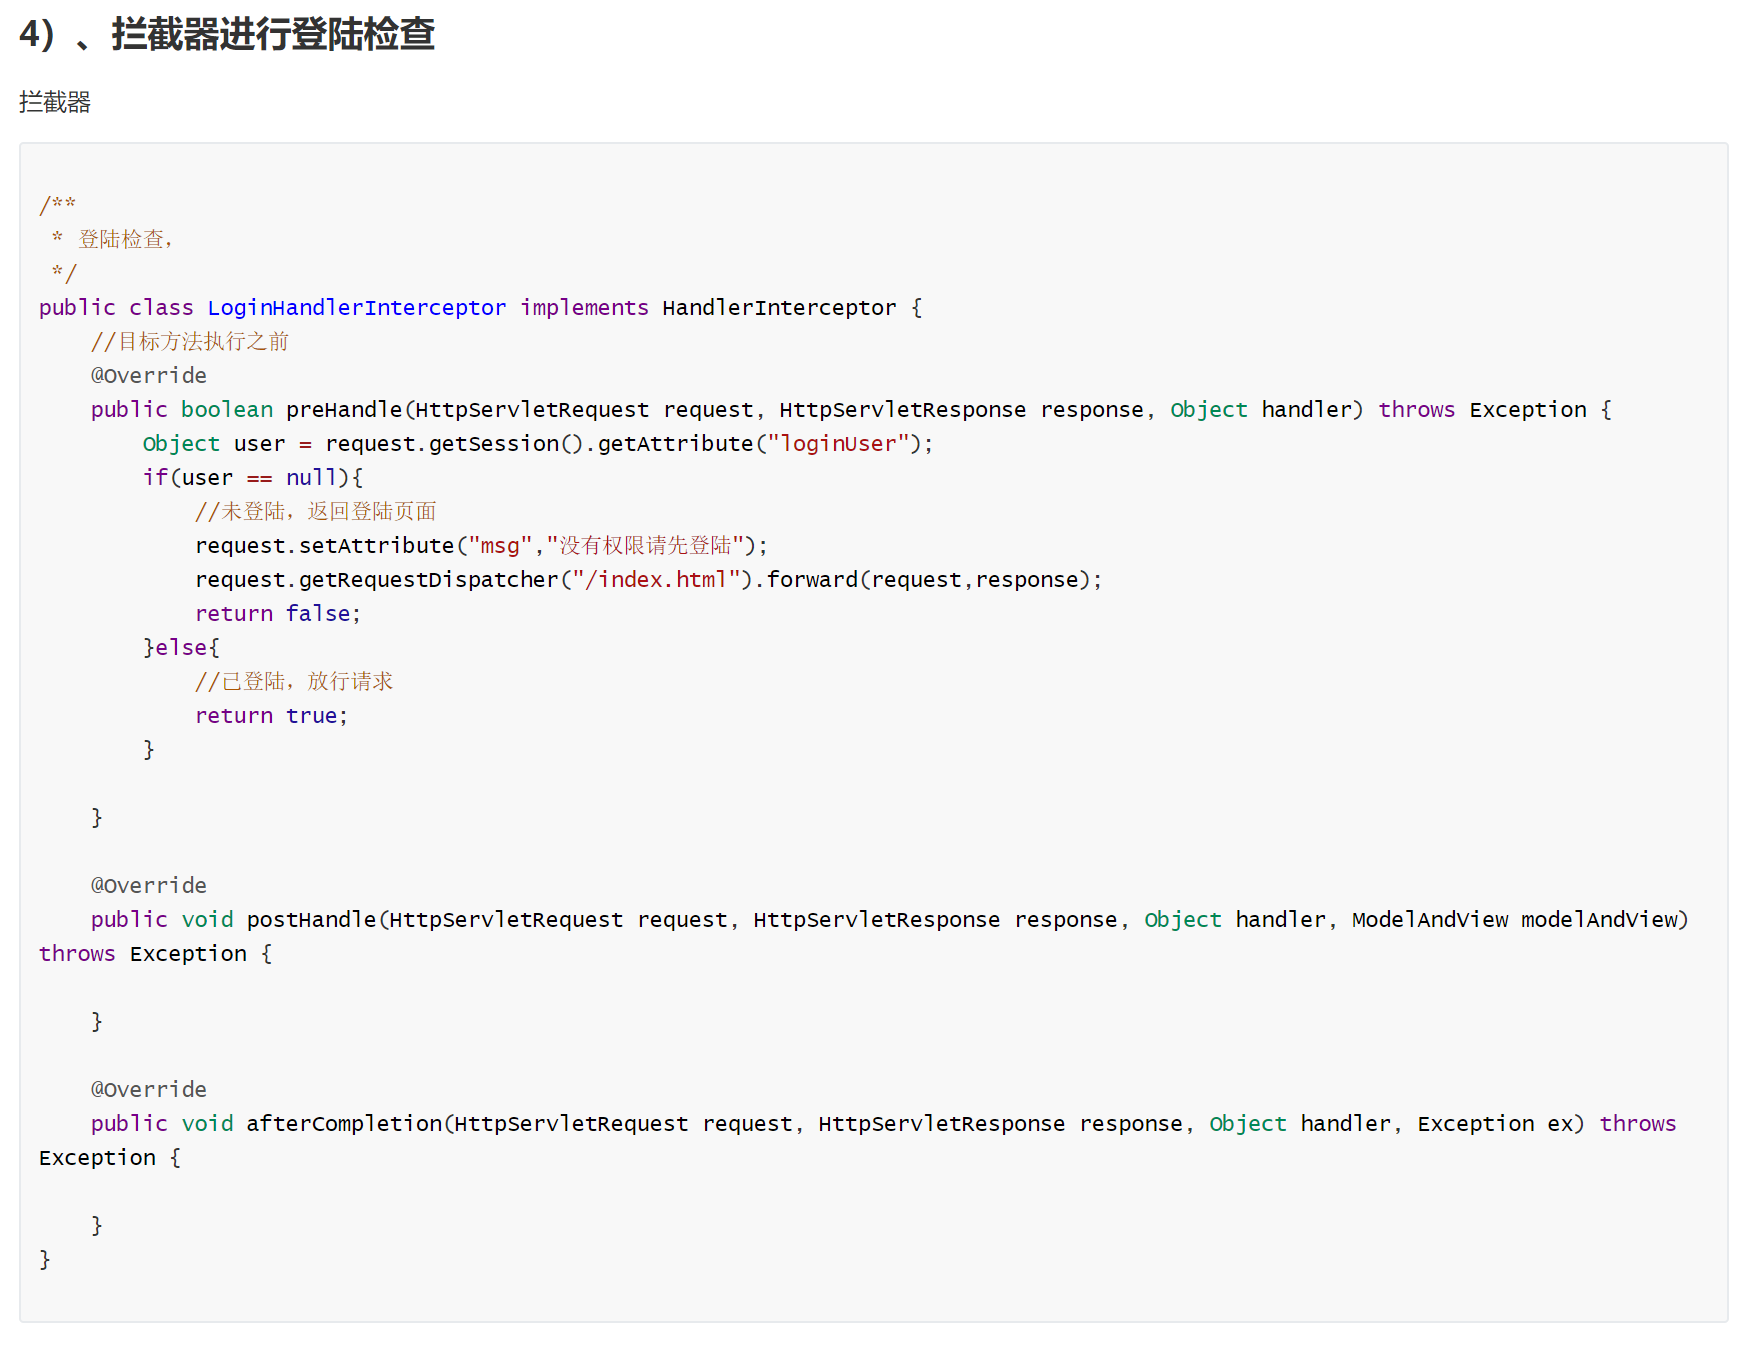 4）、拦截器进行登陆检查
拦截器
/**
 * 登陆检查，
 */
public class LoginHandlerInterceptor implements HandlerInterceptor {
    //目标方法执行之前
    @Override
    public boolean preHandle(HttpServletRequest request, HttpServletResponse response, Object handler) throws Exception {
        Object user = request.getSession().getAttribute("loginUser");
        if(user == null){
            //未登陆，返回登陆页面
            request.setAttribute("msg","没有权限请先登陆");
            request.getRequestDispatcher("/index.html").forward(request,response);
            return false;
        }else{
            //已登陆，放行请求
            return true;
        }
    }
    @Override
    public void postHandle(HttpServletRequest request, HttpServletResponse response, Object handler, ModelAndView modelAndView)
throws Exception {
    }
    @Override
    public void afterCompletion(HttpServletRequest request, HttpServletResponse response, Object handler, Exception ex) throws
Exception {
    }
}